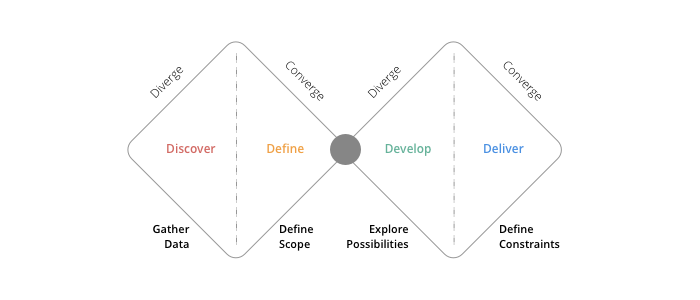 Diverge
Converge
Diverge
Converge
Discover
Define
Develop
Deliver
Gather
Data
Define
Scope
Explore
Possibilities
Define
Constraints